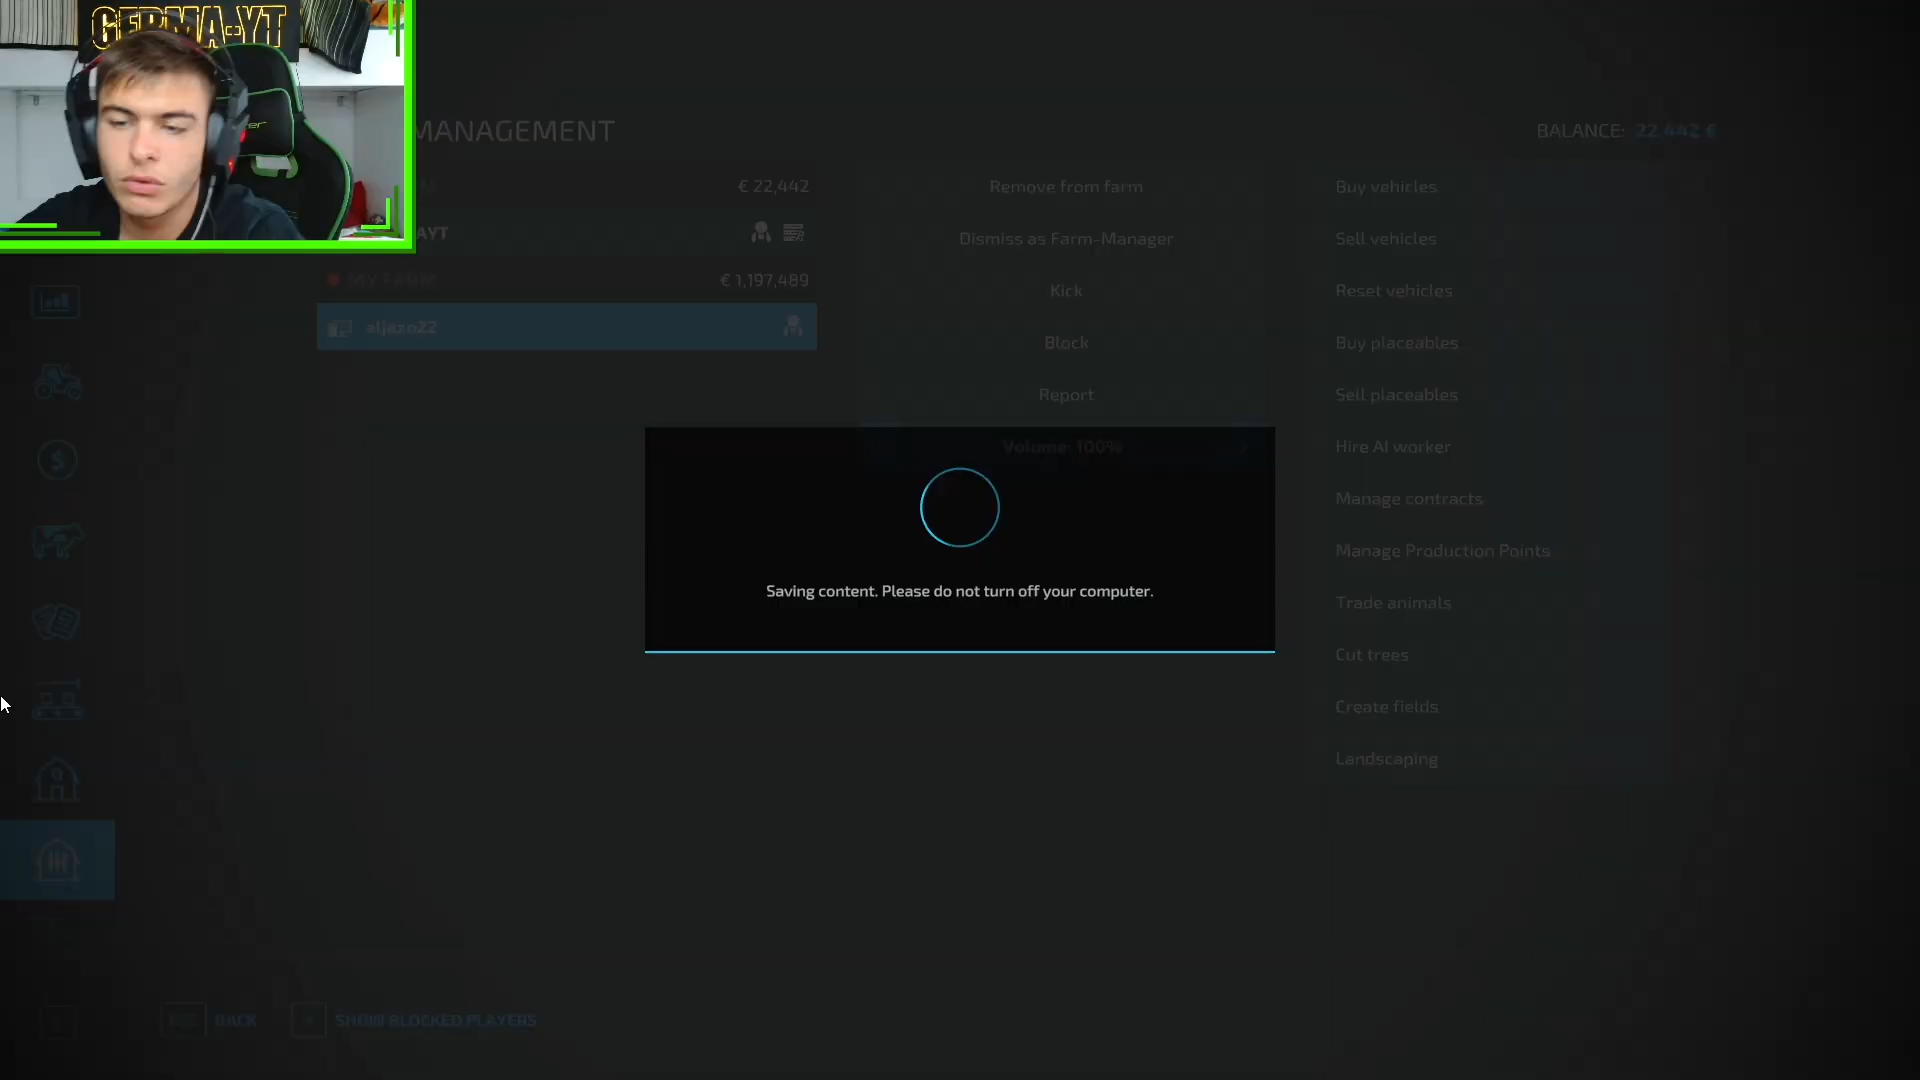 GERMA-YT
MANAGEMENT
BALANCE: 22,442 €
€ 22,442
AYT
MY FARM
€ 1,197,489
aljazo22
Remove from farm
Dismiss as Farm-Manager
Kick
Block
Report
Volume: 100%
Buy vehicles
Sell vehicles
Reset vehicles
Buy placeables
Sell placeables
Hire AI worker
Manage contracts
Manage Production Points
Trade animals
Cut trees
Create fields
Landscaping
Saving content. Please do not turn off your computer.
BACK
SHOW BLOCKED PLAYERS